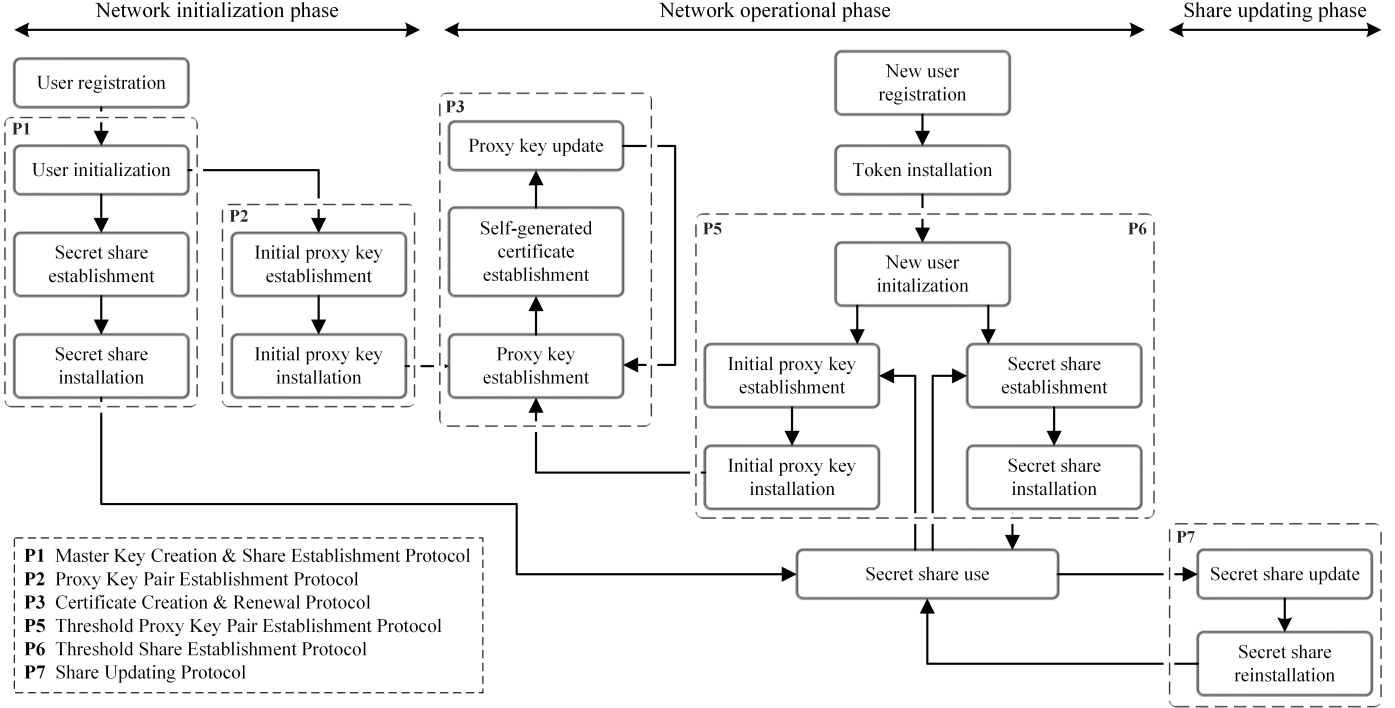 Network initialization phase
Network operational phase
Share updating phase
User registration
P1
User initialization
Secret share
establishment
Secret share
installation
P2
Initial proxy key
establishment
Initial proxy key
installation
P3
Proxy key update
Self-generated
certificate
establishment
Proxy key
establishment
New user
registration
Token installation
P5
P6
New user
initalization
Initial proxy key
establishment
Initial proxy key
installation
Secret share
establishment
Secret share
installation
Secret share use
P7
Secret share update
Secret share
reinstallation
P1 Master Key Creation & Share Establishment Protocol
P2 Proxy Key Pair Establishment Protocol
P3 Certificate Creation & Renewal Protocol
P5 Threshold Proxy Key Pair Establishment Protocol
P6 Threshold Share Establishment Protocol
P7 Share Updating Protocol